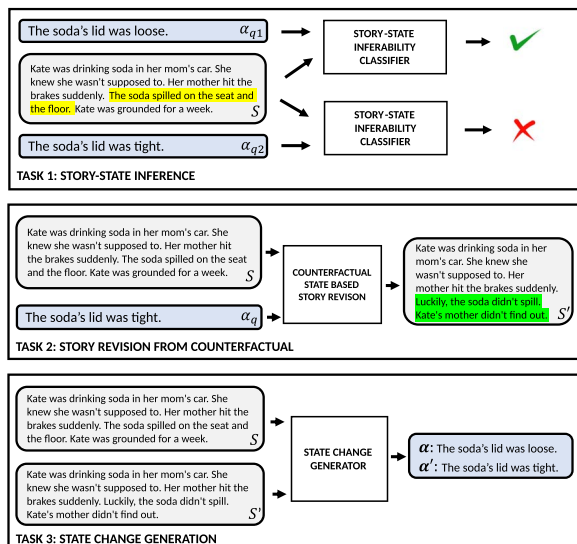 The soda's lid was loose. α_q1
Kate was drinking soda in her mom's car. She
knew she wasn't supposed to. Her mother hit the
brakes suddenly. The soda spilled on the seat and
the floor. Kate was grounded for a week. S
The soda's lid was tight. α_q2
STORY-STATE
INFERABILITY
CLASSIFIER
STORY-STATE
INFERABILITY
CLASSIFIER
TASK 1: STORY-STATE INFERENCE
Kate was drinking soda in her mom's car. She
knew she wasn't supposed to. Her mother hit
the brakes suddenly. The soda spilled on the seat
and the floor. Kate was grounded for a week. S
The soda's lid was tight. α_q
COUNTERFACTUAL
STATE BASED
STORY REVISON
Kate was drinking soda in her
mom's car. She knew she
wasn't supposed to. Her
mother hit the brakes suddenly.
Luckily, the soda didn't spill.
Kate's mother didn't find out. S'
TASK 2: STORY REVISION FROM COUNTERFACTUAL
Kate was drinking soda in her mom's car. She
knew she wasn't supposed to. Her mother hit the
brakes suddenly. The soda spilled on the seat and
the floor. Kate was grounded for a week. S
Kate was drinking soda in her mom's car. She
knew she wasn't supposed to. Her mother hit the
brakes suddenly. Luckily, the soda didn't spill.
Kate's mother didn't find out. S'
STATE CHANGE
GENERATOR
α: The soda's lid was loose.
α': The soda's lid was tight.
TASK 3: STATE CHANGE GENERATION